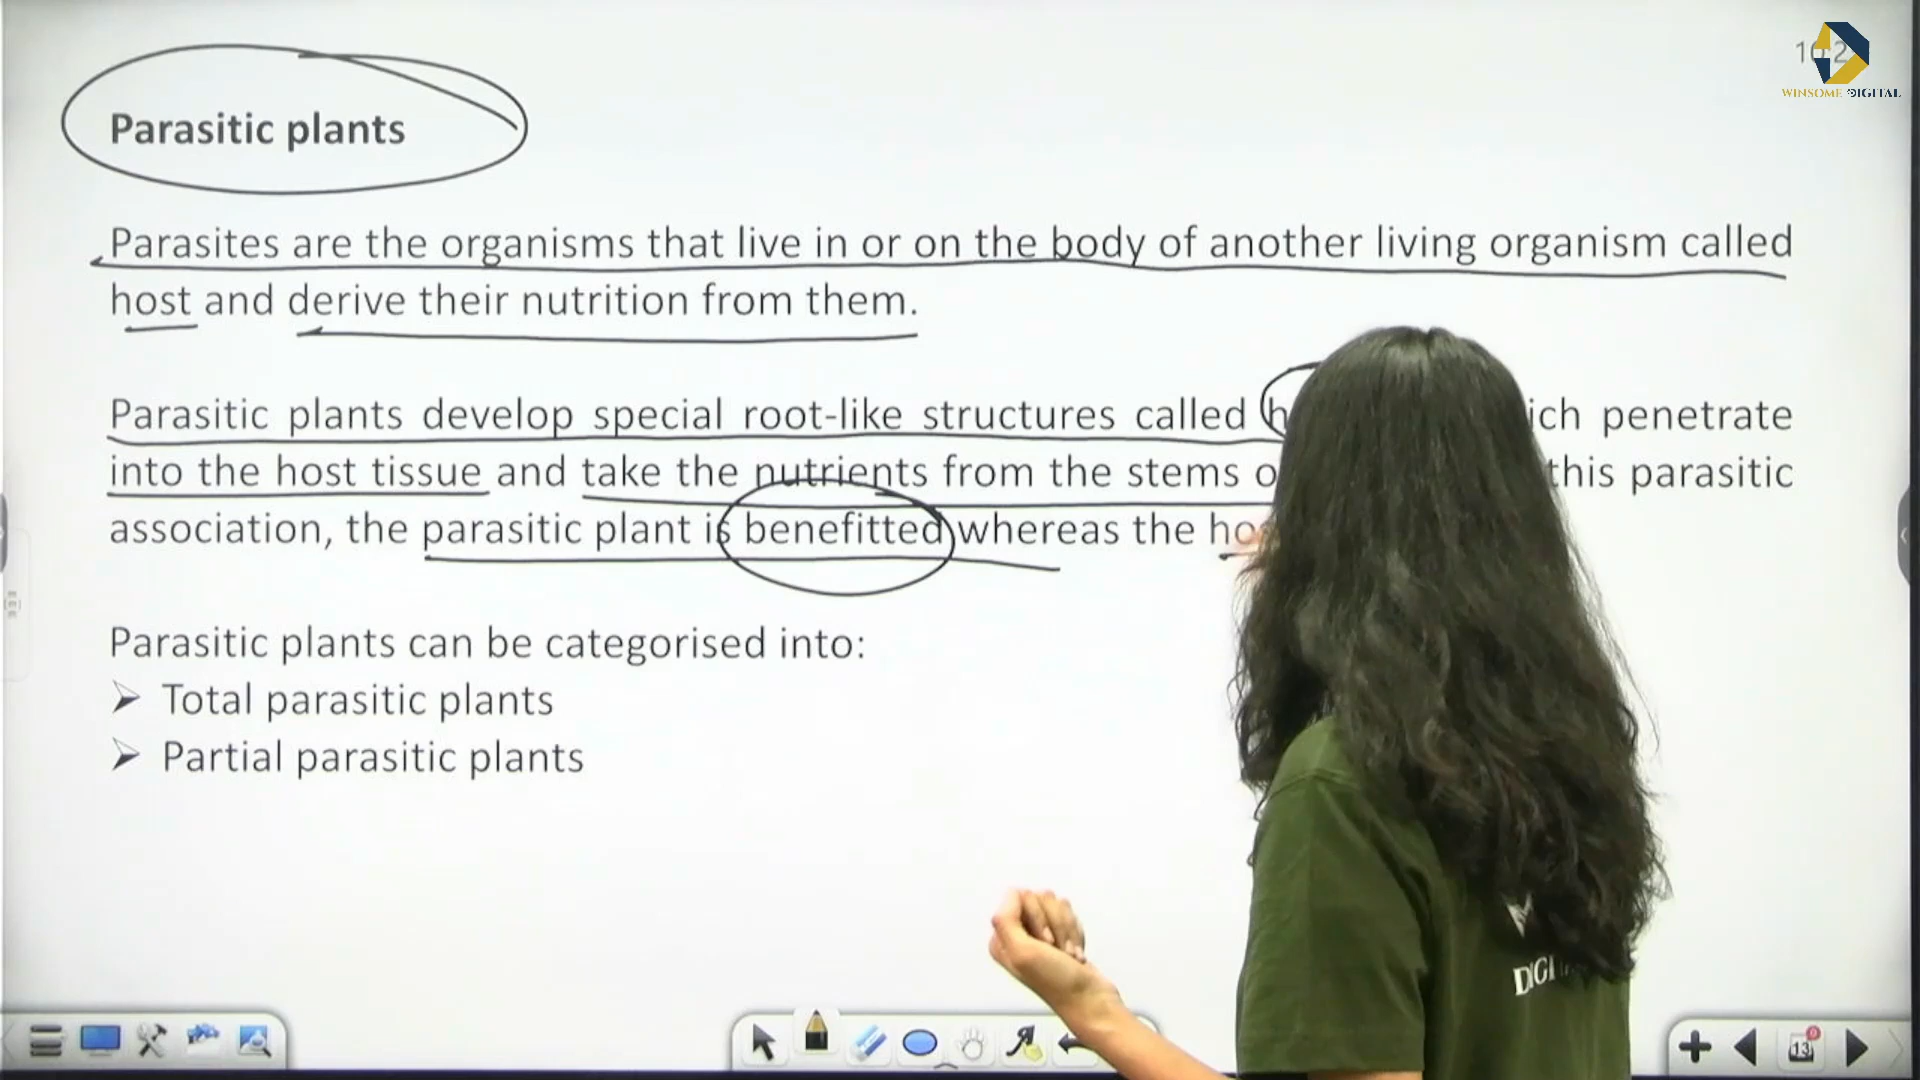 Parasitic plants
WINSOME DIGITAL
Parasites are the organisms that live in or on the body of another living organism called
host and derive their nutrition from them.
Parasitic plants develop special root-like structures called penetrate
into the host tissue and take the nutrients from the stems this parasitic
association, the parasitic plant is benefitted whereas the
Parasitic plants can be categorised into:
➢ Total parasitic plants
➢ Partial parasitic plants
13